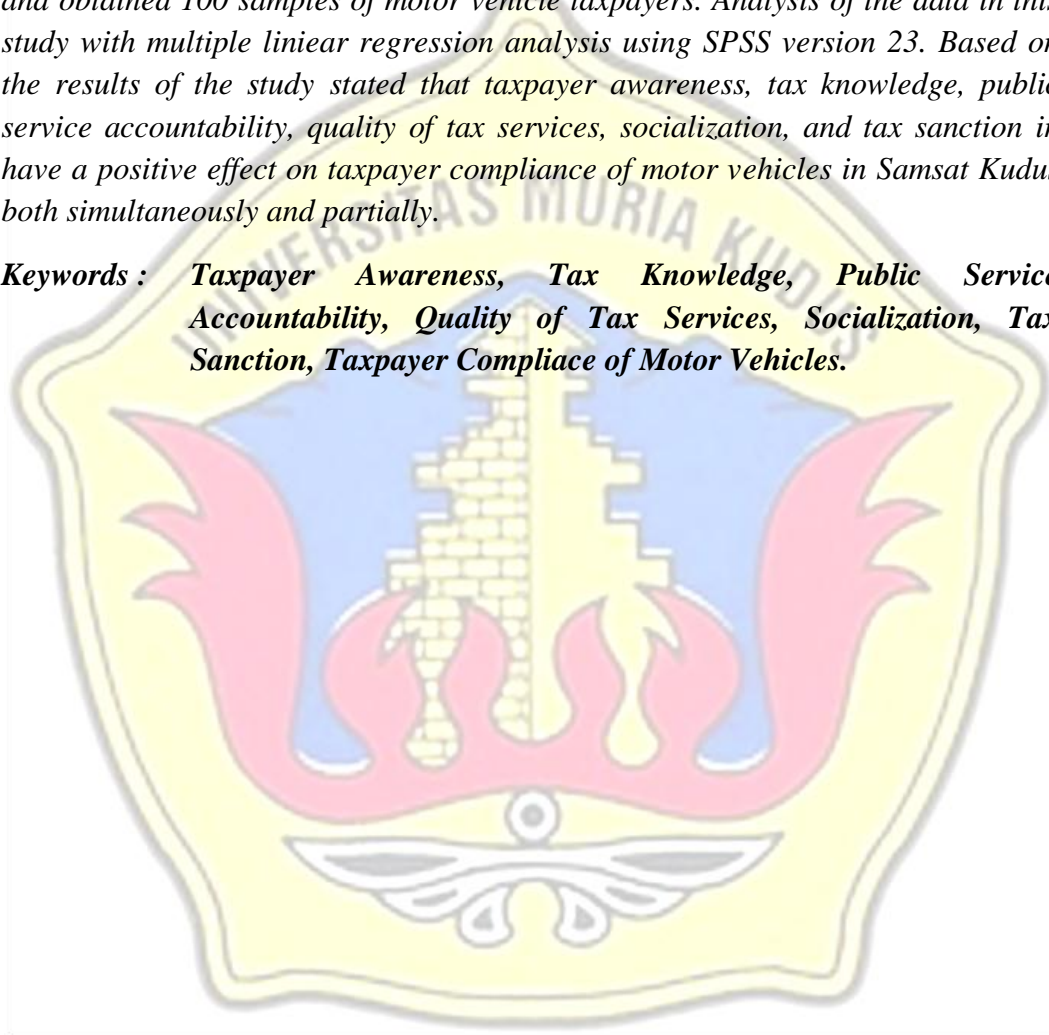 and obtained 100 samples of motor vehicle taxpayers. Analysis of the data in this
study with multiple liniear regression analysis using SPSS version 23. Based on
the results of the study stated that taxpayer awareness, tax knowledge, public
service accountability, quality of tax services, socialization, and tax sanction in
have a positive effect on taxpayer compliance of motor vehicles in Samsat
both simultaneously and partially.
UNIVERSITAS MURIA KUDUS
Keywords : Taxpayer Awareness, Tax Knowledge, Public Service
Accountability, Quality of Tax Services, Socialization, Tax
Sanction, Taxpayer Compliace of Motor Vehicles.